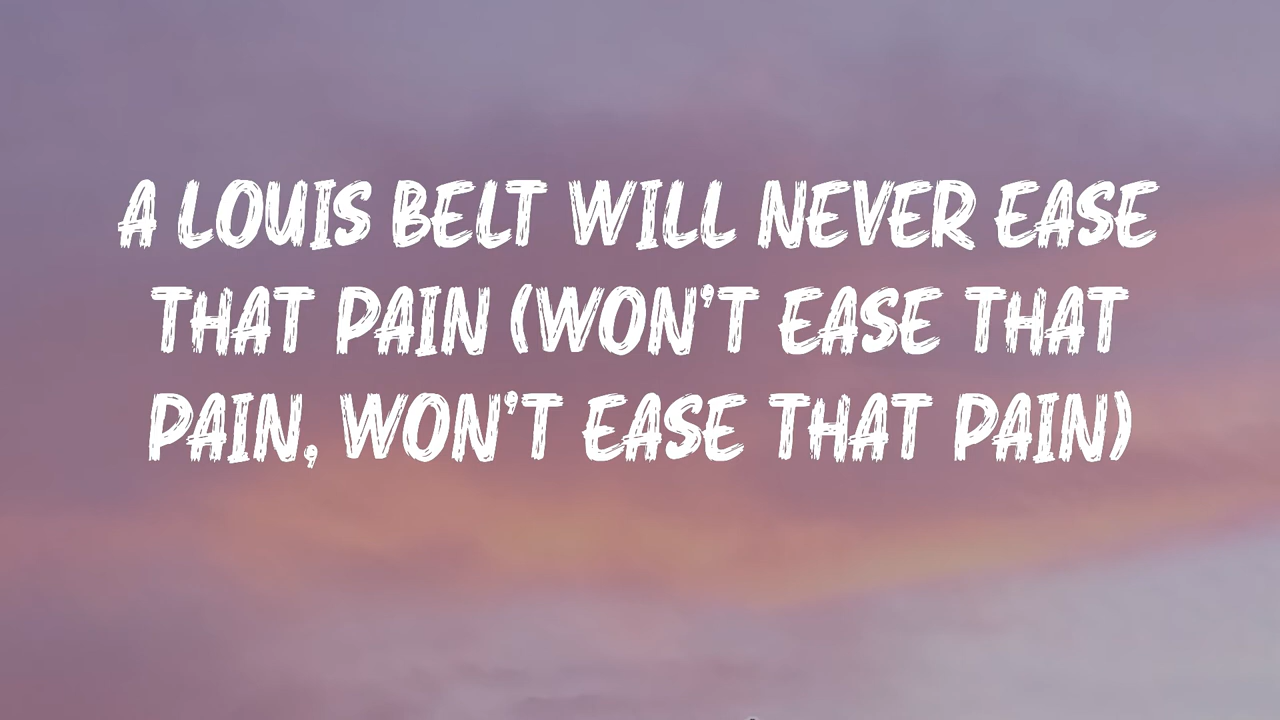 A LOUIS BELT WILL NEVER EASE
THAT PAIN (WON'T EASE THAT
PAIN, WON'T EASE THAT PAIN)